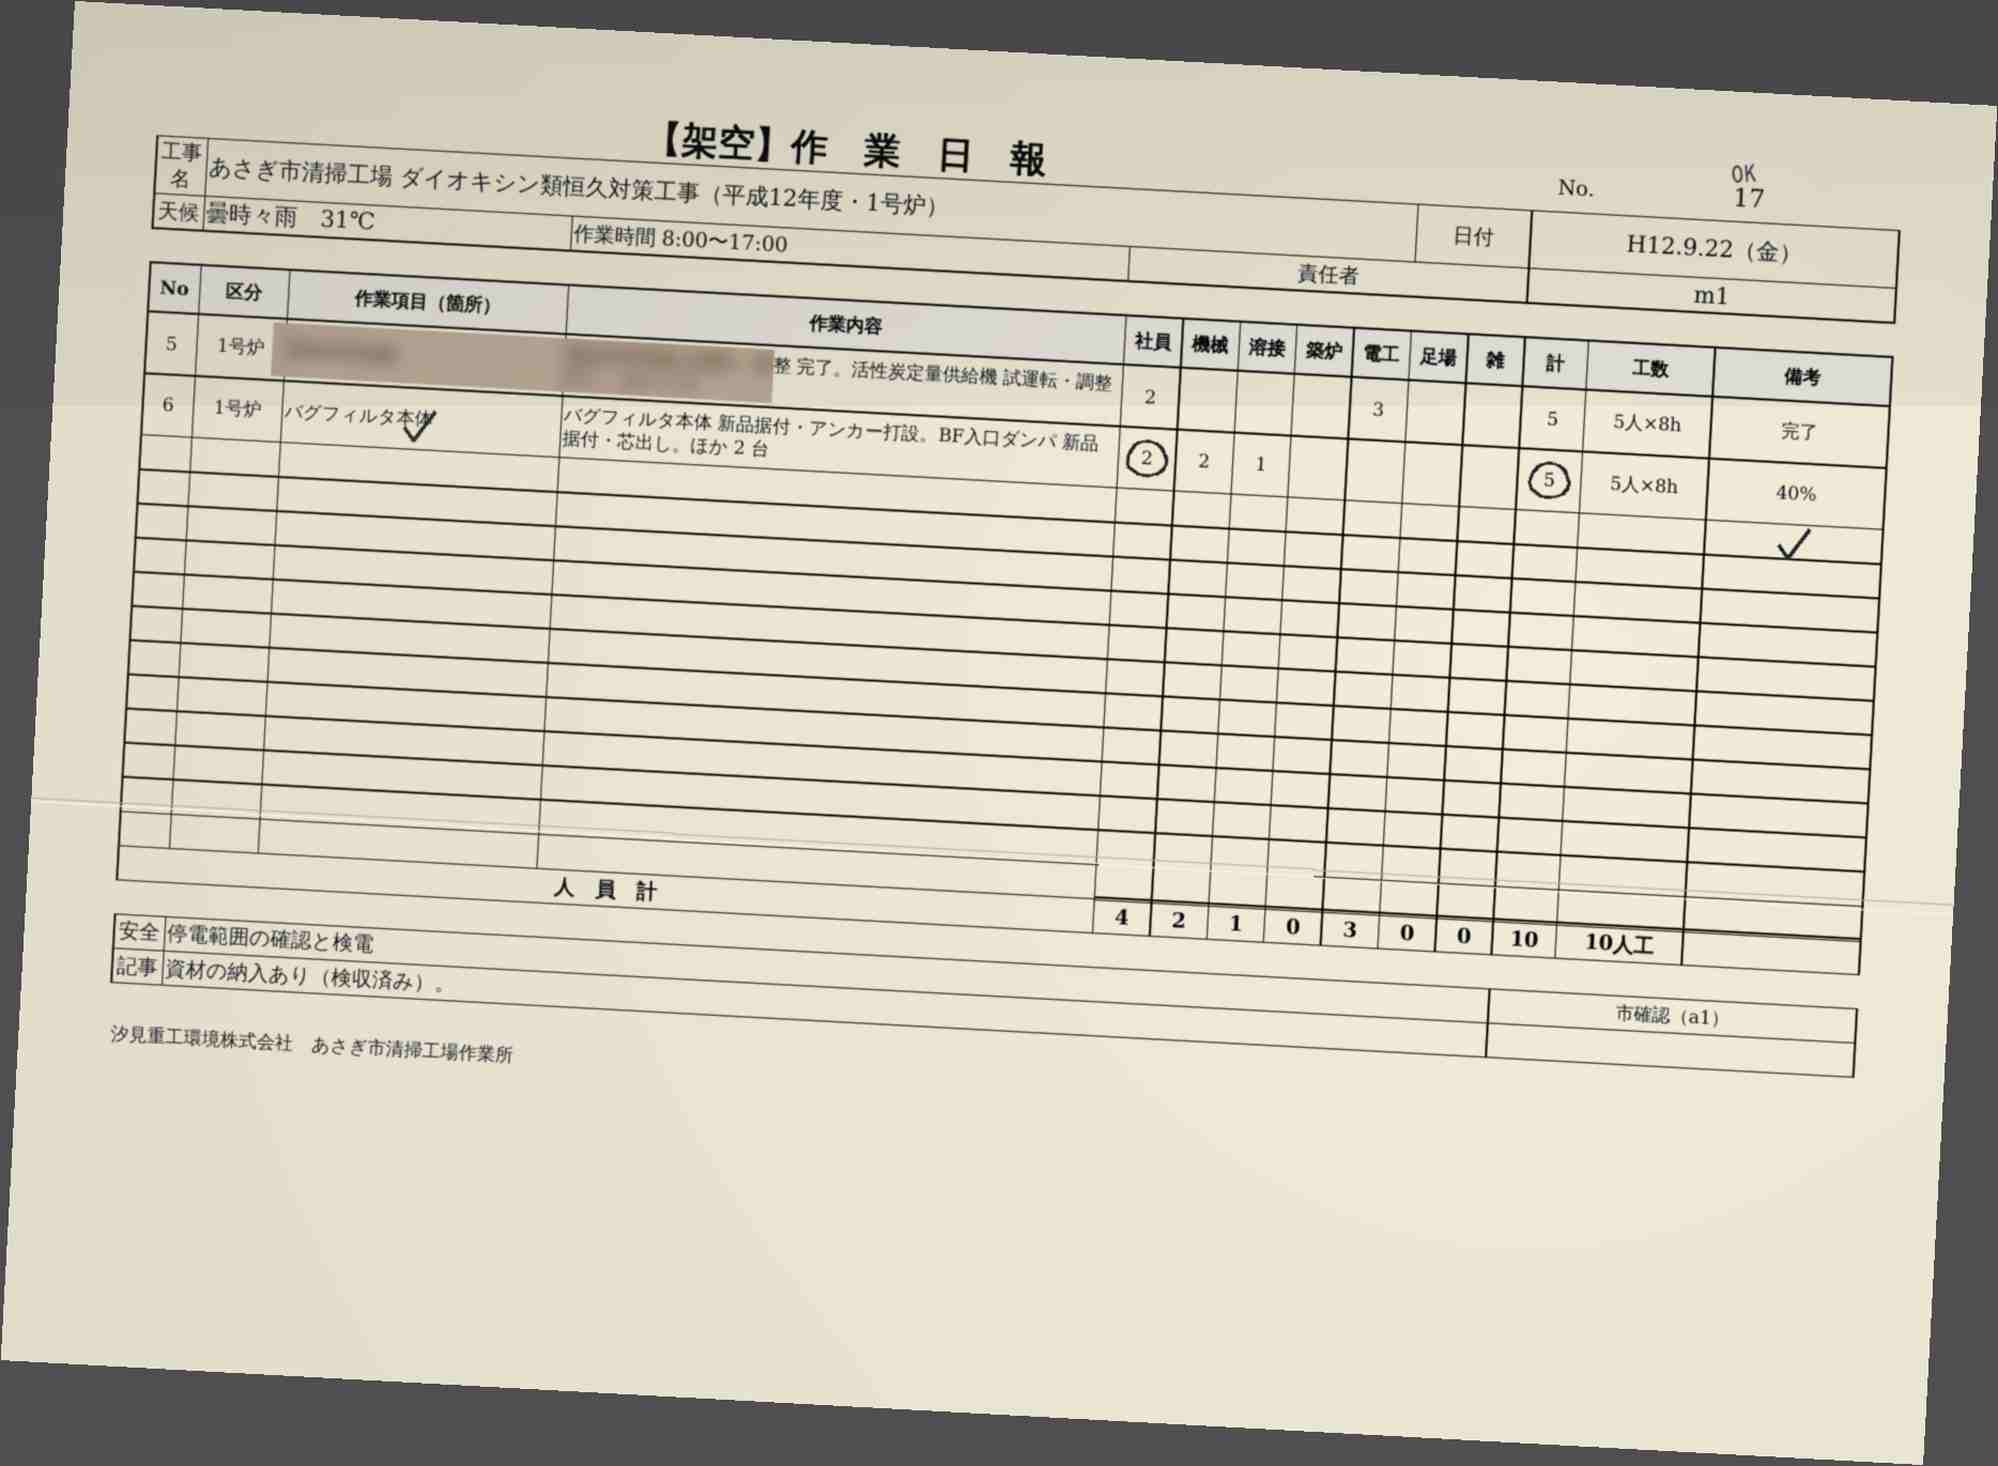 【架空】作 業 日 報
OK
No. 17
工事名 あさぎ市清掃工場 ダイオキシン類恒久対策工事（平成12年度・1号炉） 日付 H12.9.22（金）
天候 曇時々雨　31℃ 作業時間 8:00〜17:00 責任者 m1
No 区分 作業項目（箇所） 作業内容 社員 機械 溶接 築炉 電工 足場 雑 計 工数 備考
5 1号炉 整 完了。活性炭定量供給機 試運転・調整 2 3 5 5人×8h 完了
6 1号炉 バグフィルタ本体 バグフィルタ本体 新品据付・アンカー打設。BF入口ダンパ 新品
据付・芯出し。ほか 2 台 2 2 1 5 5人×8h 40%
人 員 計 4 2 1 0 3 0 0 10 10人工
安全 停電範囲の確認と検電 市確認（a1）
記事 資材の納入あり（検収済み）。
汐見重工環境株式会社　あさぎ市清掃工場作業所